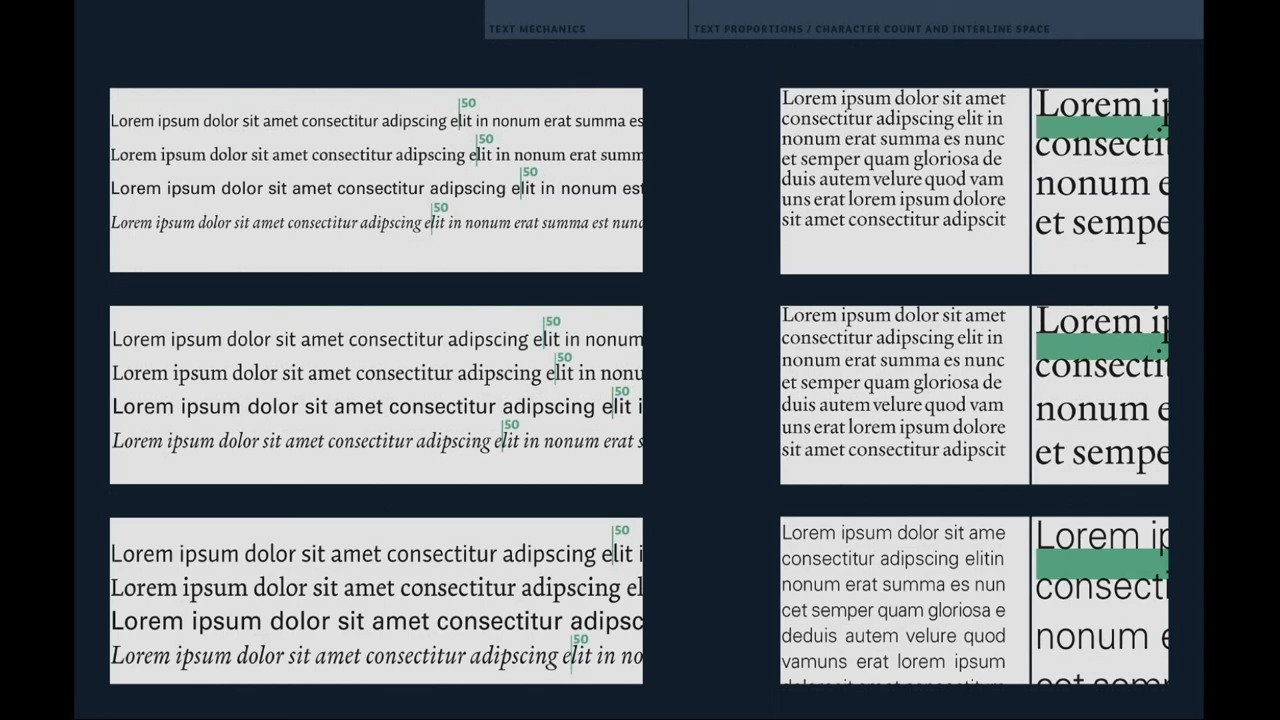 TEXT MECHANICS
TEXT PROPORTIONS / CHARACTER COUNT AND INTERLINE SPACE
50
Lorem ipsum dolor sit amet consectitur adipscing elit in nonum erat summa es
50
Lorem ipsum dolor sit amet consectitur adipscing elit in nonum erat summ
50
Lorem ipsum dolor sit amet consectitur adipscing elit in nonum est
50
Lorem ipsum dolor sit amet consectitur adipscing elit in nonum erat summa est nunc
50
Lorem ipsum dolor sit amet consectitur adipscing elit in nonum
50
Lorem ipsum dolor sit amet consectitur adipscing elit in nonu
50
Lorem ipsum dolor sit amet consectitur adipscing elit i
50
Lorem ipsum dolor sit amet consectitur adipscing elit in nonum erat s
50
Lorem ipsum dolor sit amet consectitur adipscing elit i
Lorem ipsum dolor sit amet consectitur adipscing el
Lorem ipsum dolor sit amet consectitur adipsc
50
Lorem ipsum dolor sit amet consectitur adipscing elit in no
Lorem ipsum dolor sit amet
consectitur adipscing elit in
nonum erat summa es nunc
et semper quam gloriosa de
duis autem velure quod vam
uns erat lorem ipsum dolore
sit amet consectitur adipscit
Lorem ip
consectit
nonum e
et sempe
Lorem ipsum dolor sit amet
consectitur adipscing elit in
nonum erat summa es nunc
et semper quam gloriosa de
duis autem velure quod vam
uns erat lorem ipsum dolore
sit amet consectitur adipscit
Lorem ip
consectit
nonum e
et sempe
Lorem ipsum dolor sit ame
consectitur adipscing elitin
nonum erat summa es nun
cet semper quam gloriosa e
deduis autem velure quod
vamuns erat lorem ipsum
Lorem ip
consecti
nonum e